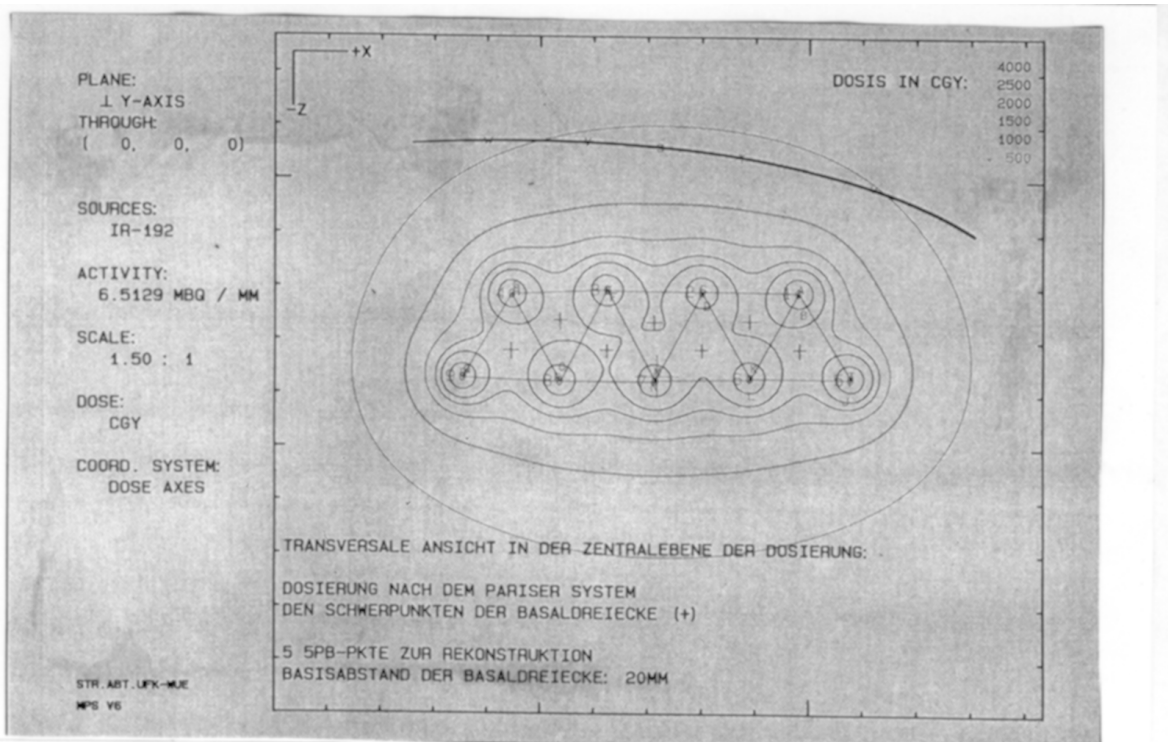 +X
-Z
PLANE:
⊥ Y-AXIS
THROUGH:
( 0, 0, 0)
SOURCES:
IR-192
ACTIVITY:
6.5129 MBQ / MM
SCALE:
1.50 : 1
DOSE:
CGY
COORD. SYSTEM:
DOSE AXES
DOSIS IN CGY:
4000
2500
2000
1500
1000
500
TRANSVERSALE ANSICHT IN DER ZENTRALEBENE DER DOSIERUNG:
DOSIERUNG NACH DEM PARISER SYSTEM
DEN SCHWERPUNKTEN DER BASALDREIECKE (+)
5 5PB-PKTE ZUR REKONSTRUKTION
BASISABSTAND DER BASALDREIECKE: 20MM
STR.ABT.UFK-MUE
MPS V6